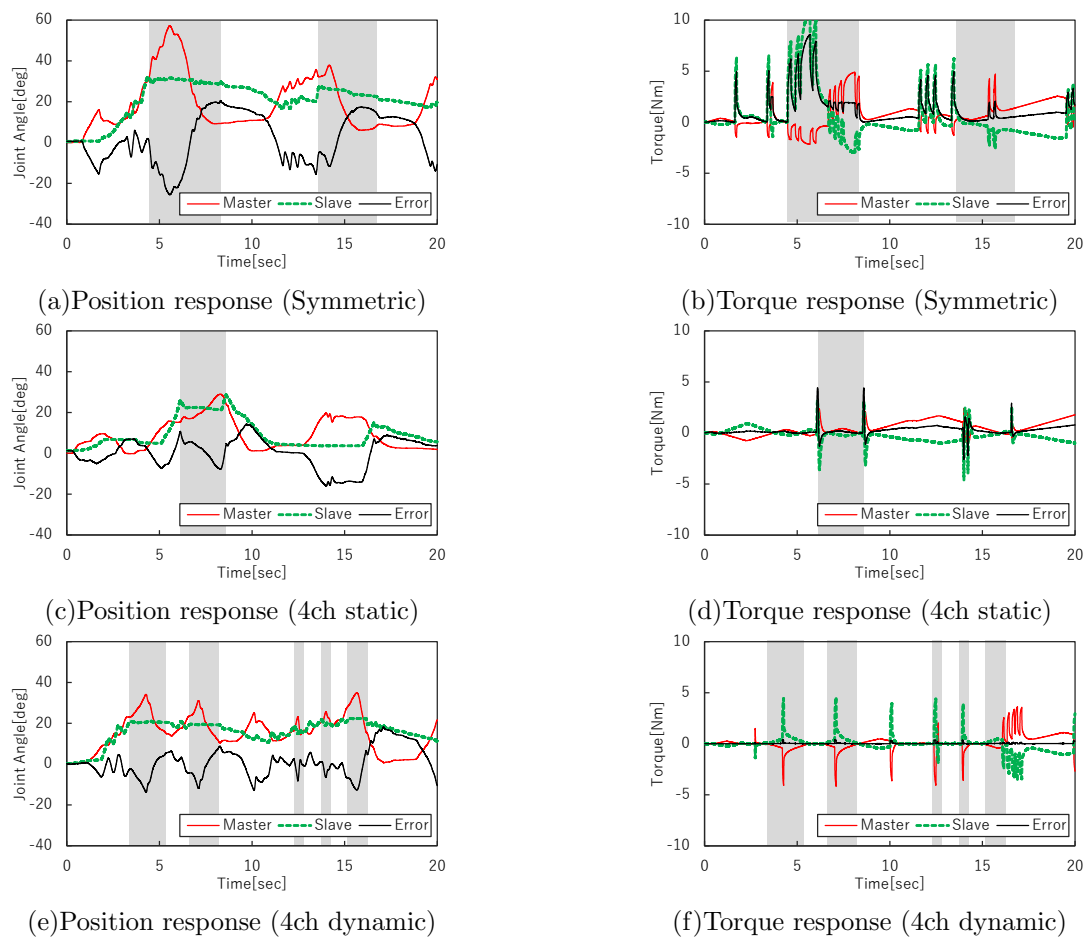 60
40
20
0
-20
-40
Joint Angle[deg]
Master Slave Error
0 5 10 15 20
Time[sec]
(a)Position response (Symmetric)
10
5
0
-5
-10
Torque[Nm]
Master Slave Error
0 5 10 15 20
Time[sec]
(b)Torque response (Symmetric)
60
40
20
0
-20
-40
Joint Angle[deg]
Master Slave Error
0 5 10 15 20
Time[sec]
(c)Position response (4ch static)
10
5
0
-5
-10
Torque[Nm]
Master Slave Error
0 5 10 15 20
Time[sec]
(d)Torque response (4ch static)
60
40
20
0
-20
-40
Joint Angle[deg]
Master Slave Error
0 5 10 15 20
Time[sec]
(e)Position response (4ch dynamic)
10
5
0
-5
-10
Torque[Nm]
Master Slave Error
0 5 10 15 20
Time[sec]
(f)Torque response (4ch dynamic)